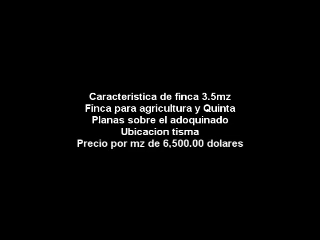 Caracteristica de finca 3.5mz
Finca para agricultura y Quinta
Planas sobre el adoquinado
Ubicacion tisma
Precio por mz de 6,500.00 dolares